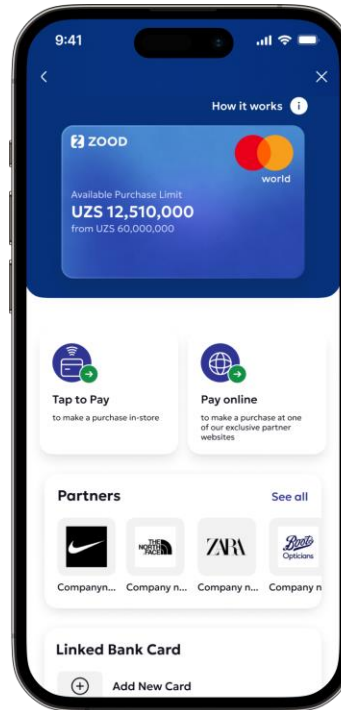 9:41
How it works i
ZOOD
world
Available Purchase Limit
UZS 12,510,000
from UZS 60,000,000
Tap to Pay
to make a purchase in-store
Pay online
to make a purchase at one
of our exclusive partner
websites
Partners
See all
THE
NORTH
FACE
ZARA
Boots
Opticians
Companyn...
Company n...
Company n...
Company n
Linked Bank Card
Add New Card